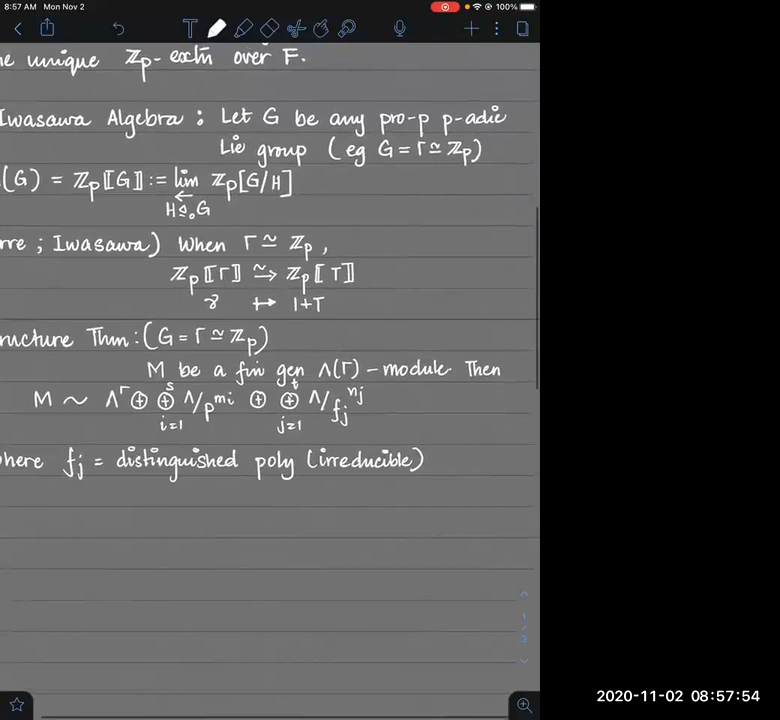 8:57 AM Mon Nov 2
100%
ne unique ℤp - extn over F.
Iwasawa Algebra : Let G be any pro-p p-adic
Lie group ( eg G = Γ ≃ ℤp )
(G) = ℤp⟦G⟧ := lim ℤp[G/H]
←
H⊴ₒG
rre ; Iwasawa ) When Γ ≃ ℤp ,
ℤp⟦Γ⟧ ≃→ ℤp⟦T⟧
γ ↦ 1+T
ructure Thm : ( G = Γ ≃ ℤp )
M be a fin gen Λ(Γ) - module Then
M ~ Λ^r ⊕ ⊕_{i=1}^{s} Λ/p^{mi} ⊕ ⊕_{j=1}^{t} Λ/f_j^{nj}
here fj = distinguished poly (irreducible)
2020-11-02 08:57:54